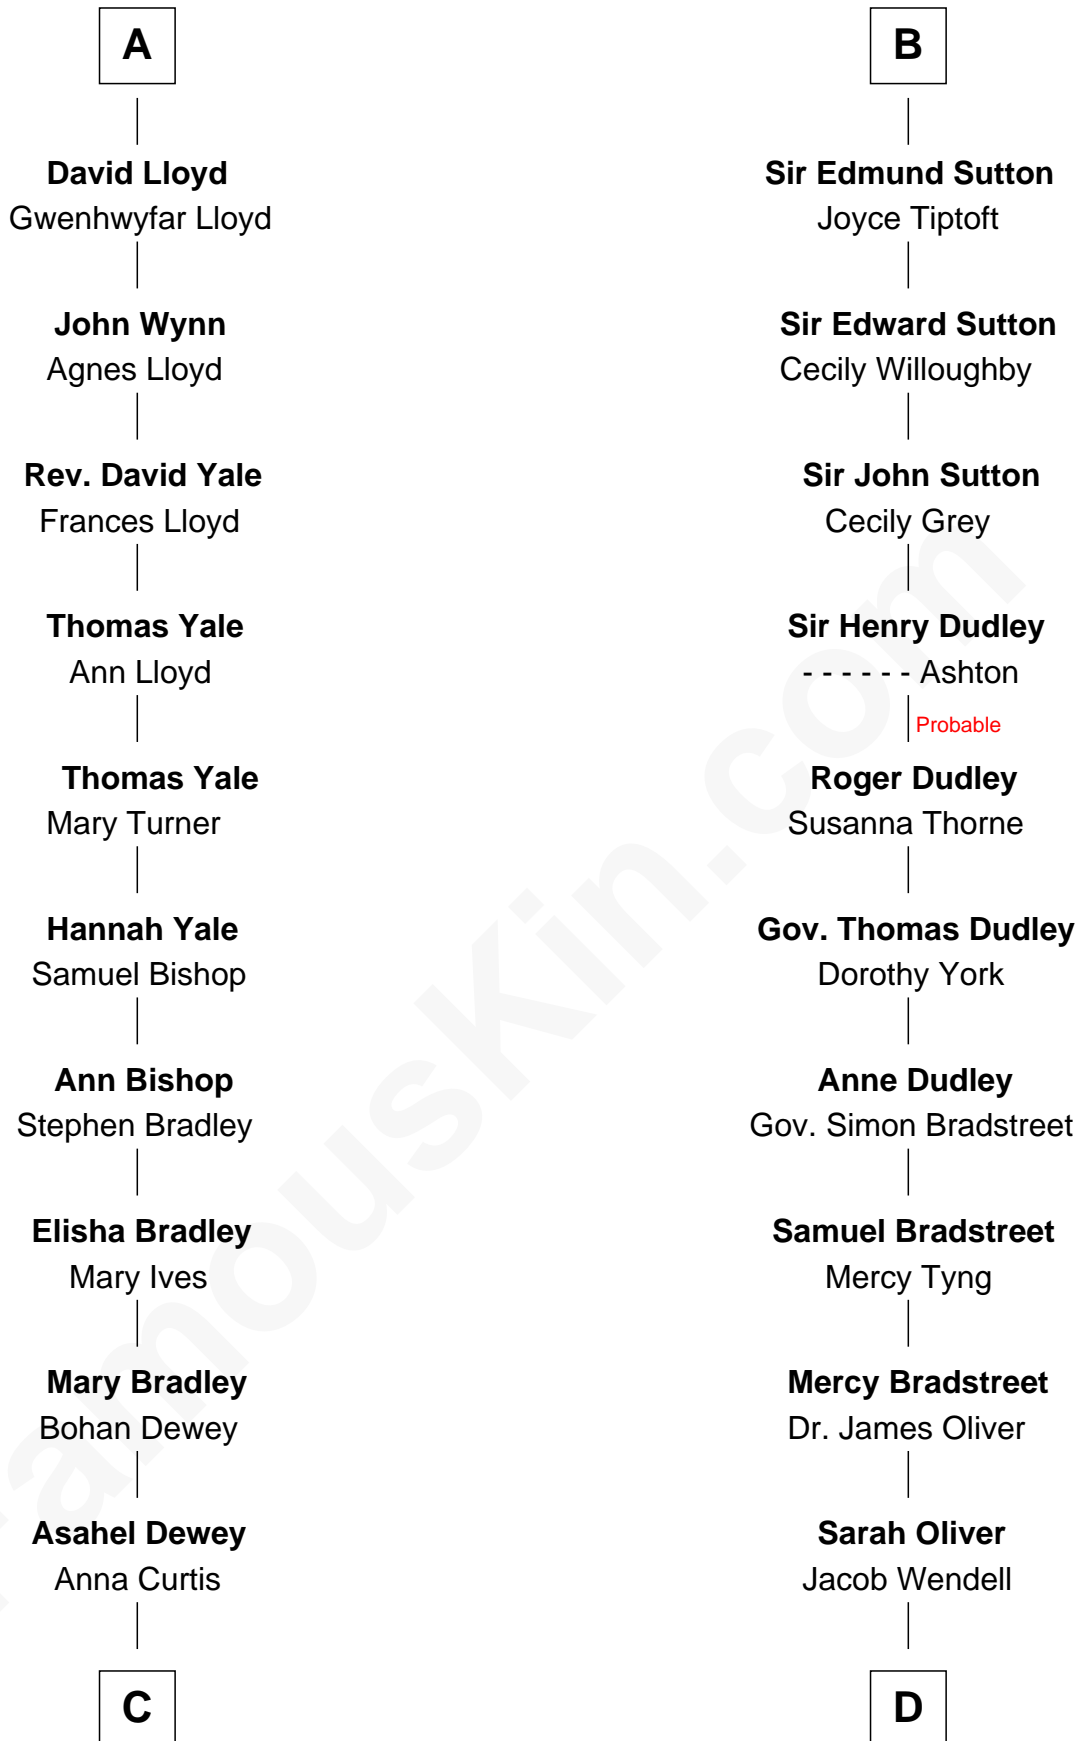 A
David Lloyd
Gwenhwyfar Lloyd
John Wynn
Agnes Lloyd
Rev. David Yale
Frances Lloyd
Thomas Yale
Ann Lloyd
Thomas Yale
Mary Turner
Hannah Yale
Samuel Bishop
Ann Bishop
Stephen Bradley
Elisha Bradley
Mary Ives
Mary Bradley
Bohan Dewey
Asahel Dewey
Anna Curtis
C
B
Sir Edmund Sutton
Joyce Tiptoft
Sir Edward Sutton
Cecily Willoughby
Sir John Sutton
Cecily Grey
Sir Henry Dudley
- - - - - - Ashton
Probable
Roger Dudley
Susanna Thorne
Gov. Thomas Dudley
Dorothy York
Anne Dudley
Gov. Simon Bradstreet
Samuel Bradstreet
Mercy Tyng
Mercy Bradstreet
Dr. James Oliver
Sarah Oliver
Jacob Wendell
D
FamousKin.com